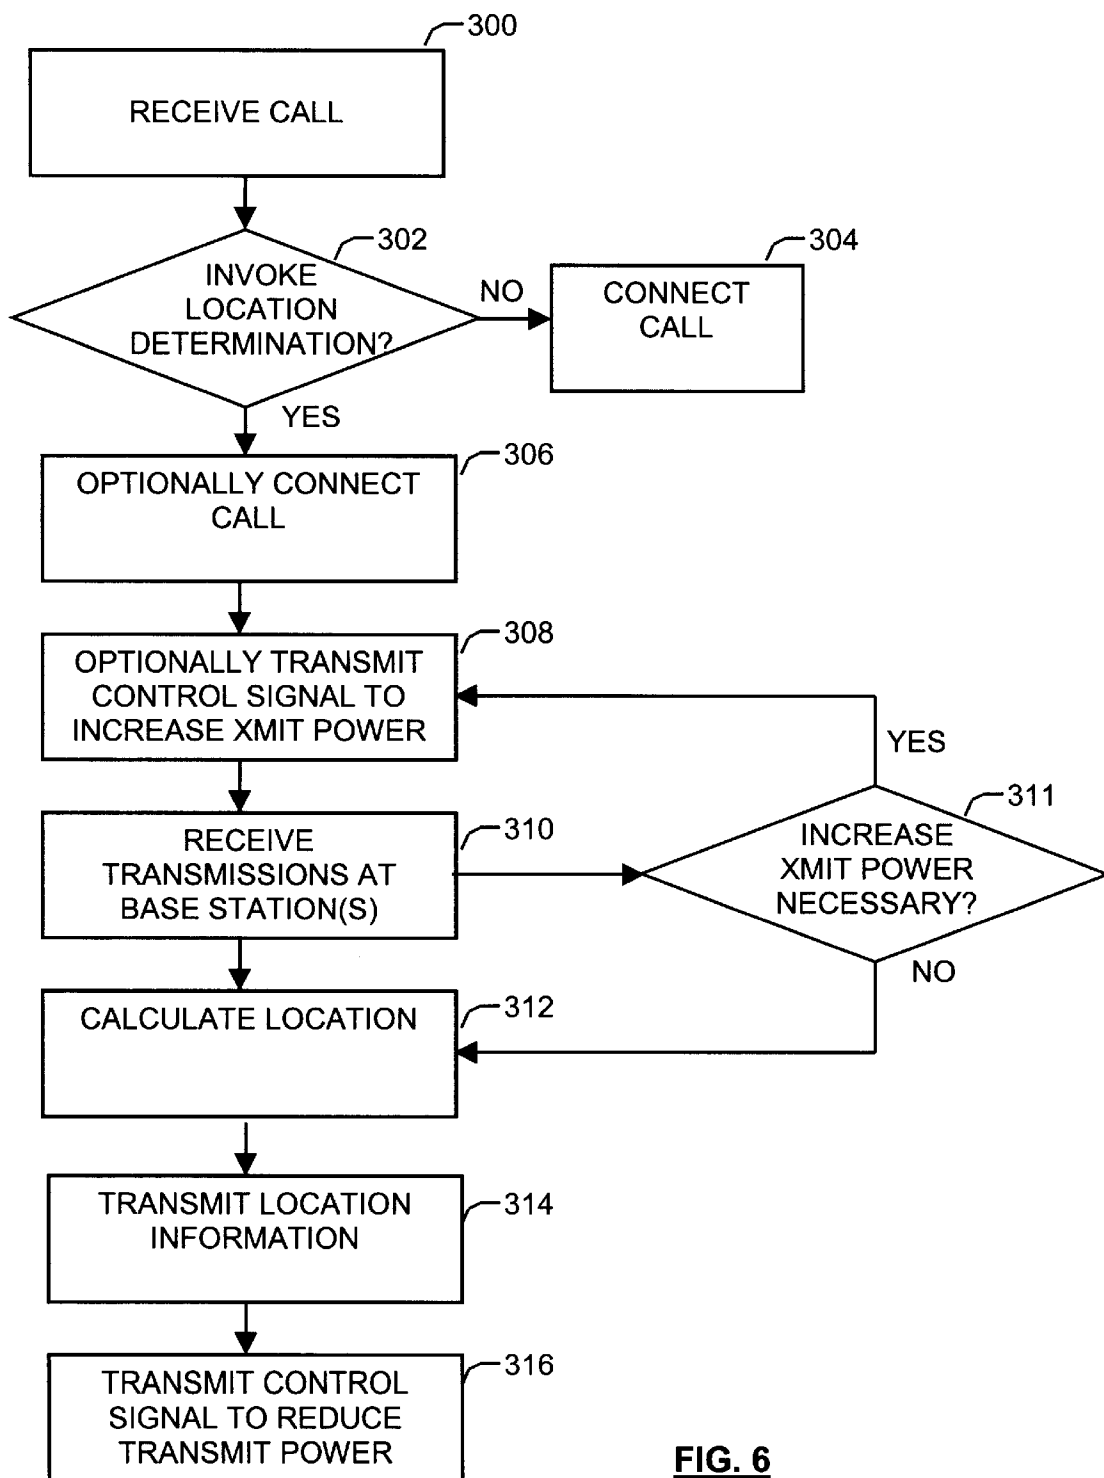 300
RECEIVE CALL
302
INVOKE
LOCATION
DETERMINATION?
NO
304
CONNECT
CALL
YES
306
OPTIONALLY CONNECT
CALL
308
OPTIONALLY TRANSMIT
CONTROL SIGNAL TO
INCREASE XMIT POWER
YES
310
RECEIVE
TRANSMISSIONS AT
BASE STATION(S)
311
INCREASE
XMIT POWER
NECESSARY?
NO
312
CALCULATE LOCATION
314
TRANSMIT LOCATION
INFORMATION
316
TRANSMIT CONTROL
SIGNAL TO REDUCE
TRANSMIT POWER
FIG. 6